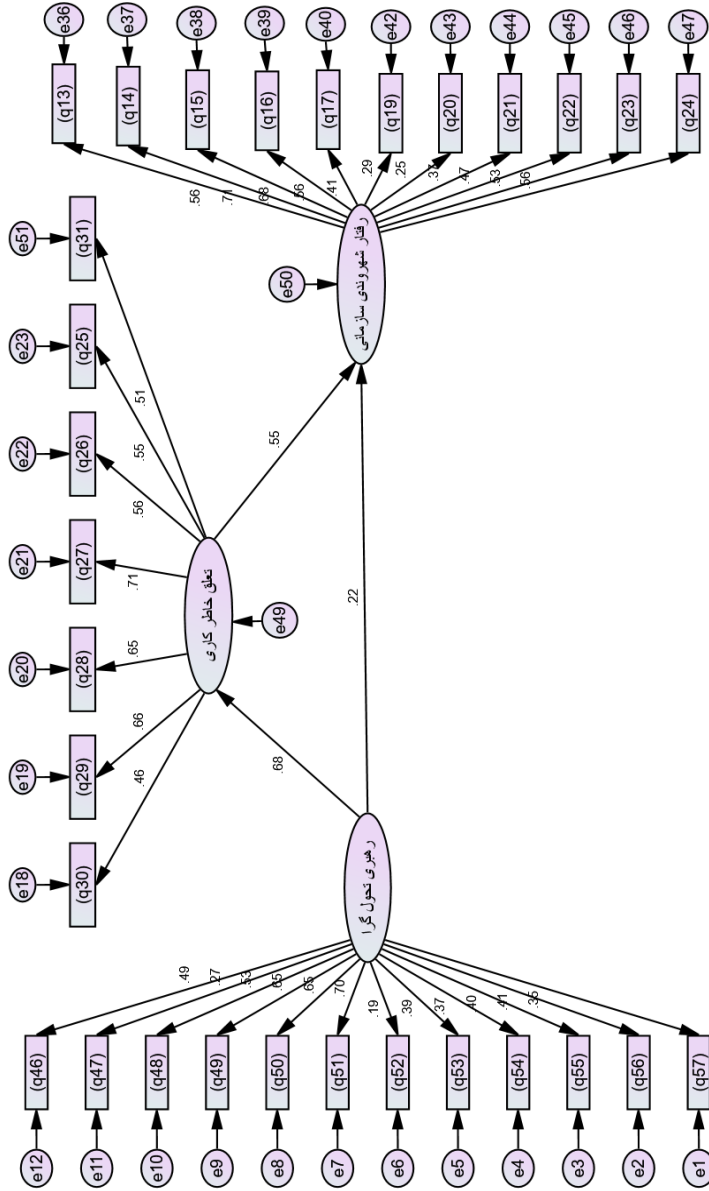 e1 e2 e3 e4 e5 e6 e7 e8 e9 e10 e11 e12
(q57) (q56) (q55) (q54) (q53) (q52) (q51) (q50) (q49) (q48) (q47) (q46)
.35 .41 .40 .37 .39 .19 .70 .65 .65 .53 .27 .49
رهبری تحول گرا
.68
.22
.55
e18 e19 e20 e21 e22 e23 e51
(q30) (q29) (q28) (q27) (q26) (q25) (q31)
.46 .66 .65 .71 .56 .55 .51
تعلق خاطر کاری
e49
e50
رفتار شهروندی سازمانی
.56 .53 .47 .37 .25 .29 .41 .56 .68 .71 .56
(q24) (q23) (q22) (q21) (q20) (q19) (q17) (q16) (q15) (q14) (q13)
e47 e46 e45 e44 e43 e42 e40 e39 e38 e37 e36